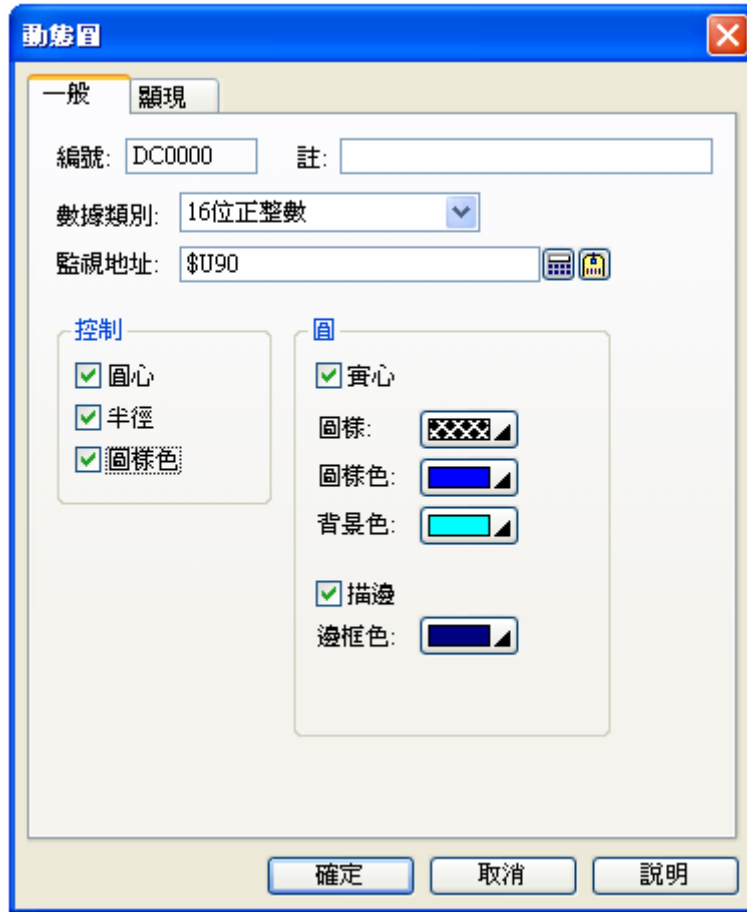 動態圓
一般
顯現
編號: DC0000 註:
數據類別: 16位正整數
監視地址: $U90
控制
圓心
半徑
圖樣色
圓
實心
圖樣:
圖樣色:
背景色:
描邊
邊框色:
確定 取消 說明